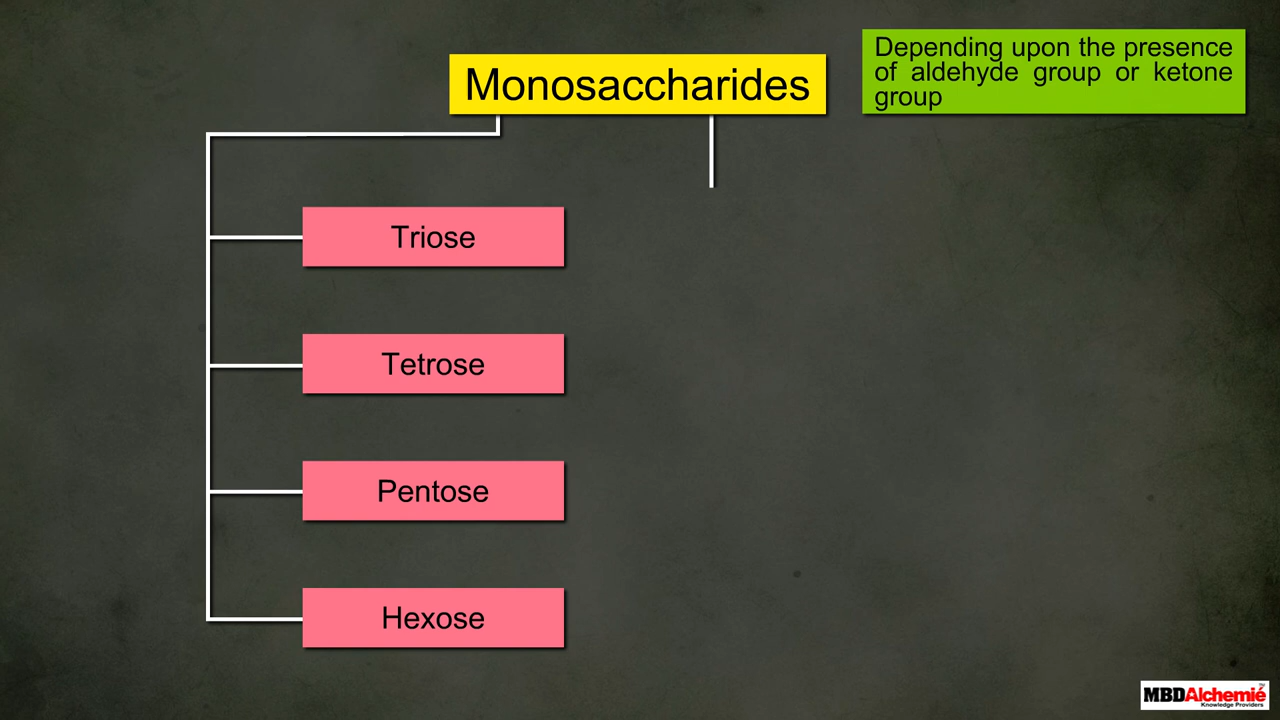 Monosaccharides
Depending upon the presence
of aldehyde group or ketone
group
Triose
Tetrose
Pentose
Hexose
MBDAlchemie
Knowledge Providers